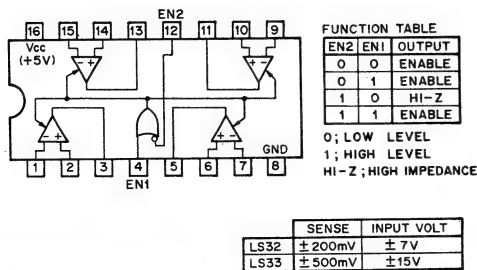 EN2
16 15 14 13 12 11 10 9
Vcc
(+5V)
- + - +
- + - +
GND
1 2 3 4 5 6 7 8
EN1
FUNCTION TABLE
EN2 EN1 OUTPUT
0 0 ENABLE
0 1 ENABLE
1 0 HI-Z
1 1 ENABLE
0; LOW LEVEL
1; HIGH LEVEL
HI-Z; HIGH IMPEDANCE
SENSE INPUT VOLT
LS32 ±200mV ±7V
LS33 ±500mV ±15V